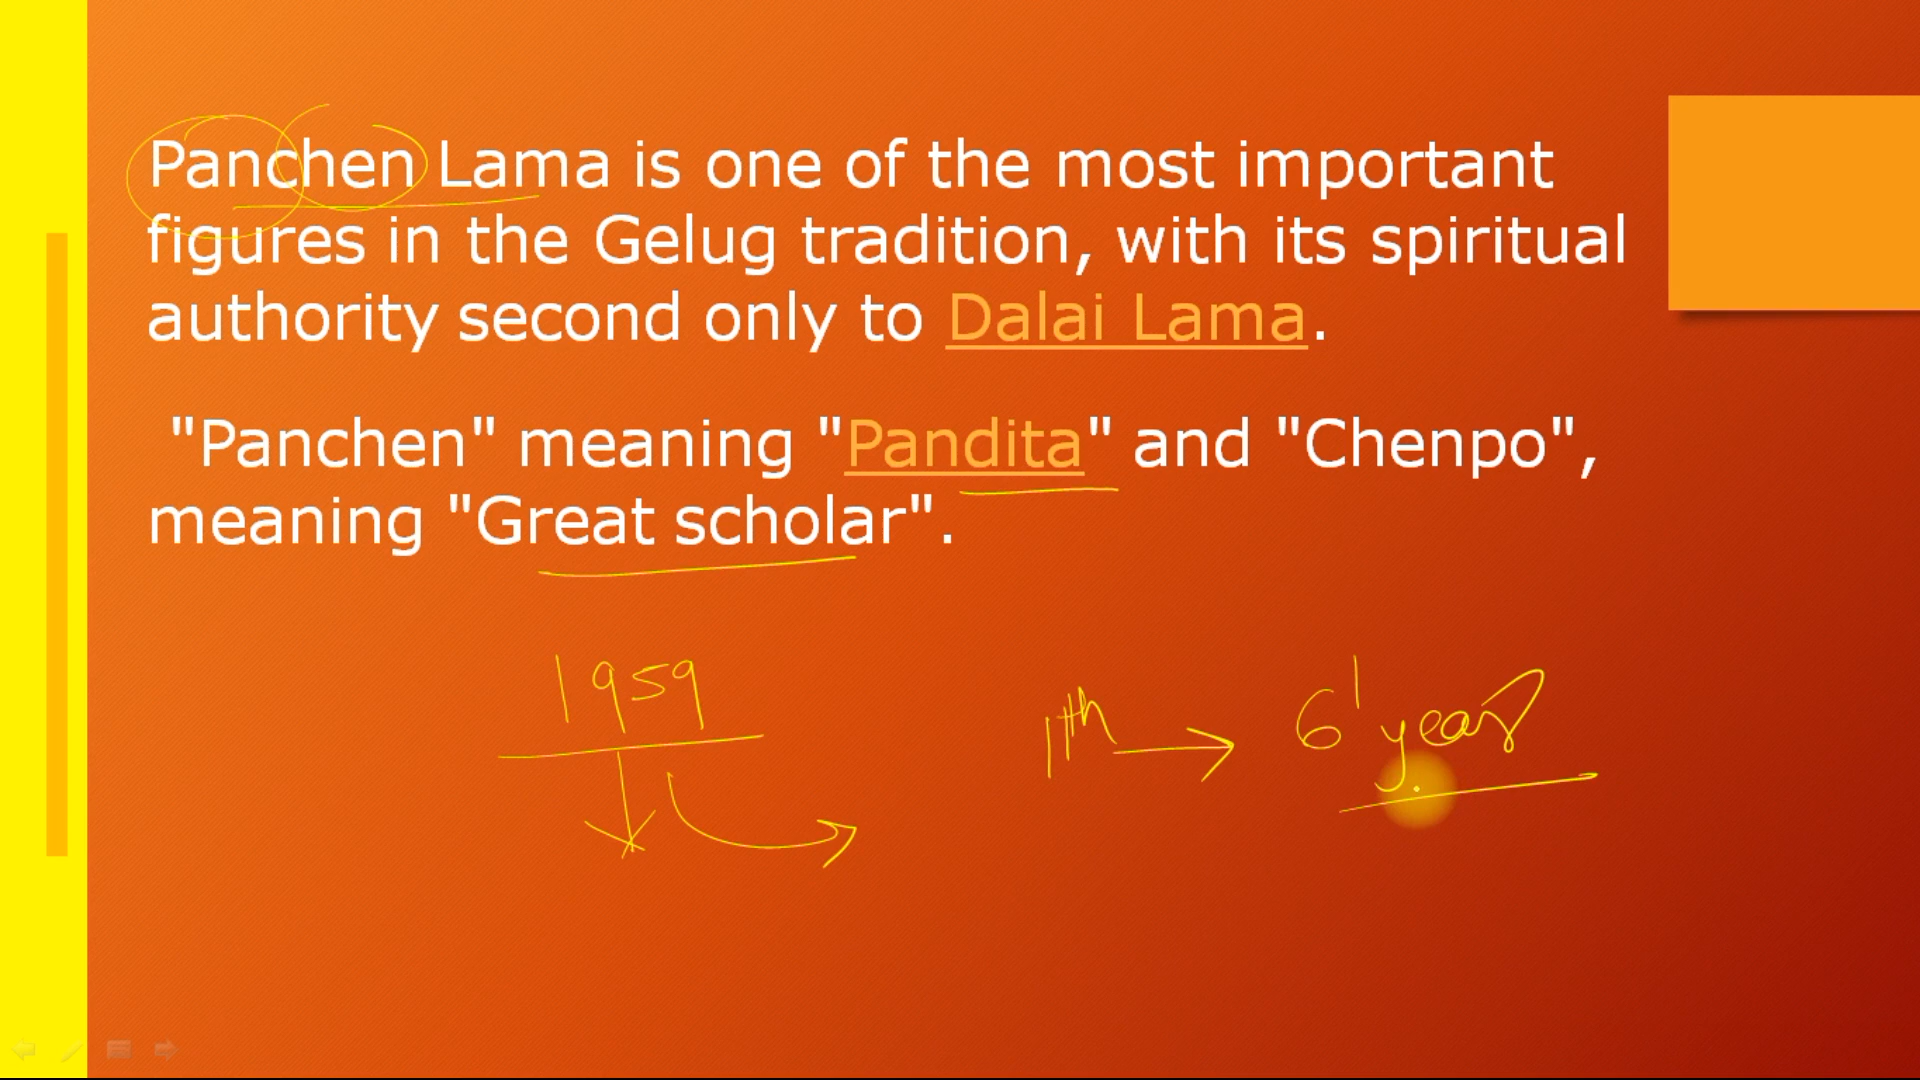 Panchen Lama is one of the most important
figures in the Gelug tradition, with its spiritual
authority second only to Dalai Lama.
"Panchen" meaning "Pandita" and "Chenpo",
meaning "Great scholar".
1959
11th → 6 years